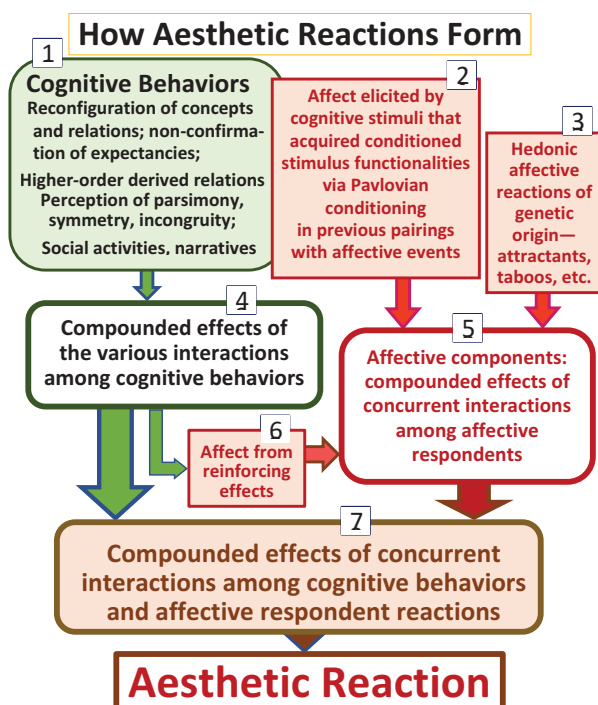 How Aesthetic Reactions Form
1
Cognitive Behaviors
Reconfiguration of concepts
and relations; non-confirma-
tion of expectancies;
Higher-order derived relations
Perception of parsimony,
symmetry, incongruity;
Social activities, narratives
2
Affect elicited by
cognitive stimuli that
acquired conditioned
stimulus functionalities
via Pavlovian
conditioning
in previous pairings
with affective events
3
Hedonic
affective
reactions of
genetic
origin—
attractants,
taboos, etc.
4
Compounded effects of
the various interactions
among cognitive behaviors
5
Affective components:
compounded effects of
concurrent interactions
among affective
respondents
6
Affect from
reinforcing
effects
7
Compounded effects of concurrent
interactions among cognitive behaviors
and affective respondent reactions
Aesthetic Reaction